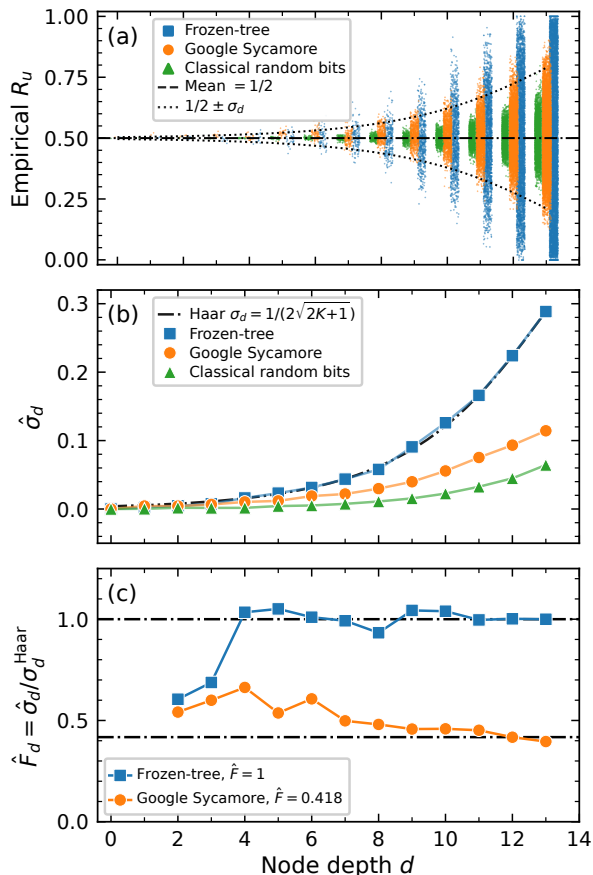 (a)
Frozen-tree
Google Sycamore
Classical random bits
Mean = 1/2
1/2 ± σ_d
Empirical R_u
1.00
0.75
0.50
0.25
0.00
(b)
Haar σ_d = 1/(2√2K+1)
Frozen-tree
Google Sycamore
Classical random bits
σ̂_d
0.3
0.2
0.1
0.0
(c)
F̂_d = σ̂_d/σ_d^Haar
1.0
0.5
0.0
Frozen-tree, F̂ = 1
Google Sycamore, F̂ = 0.418
0 2 4 6 8 10 12 14
Node depth d